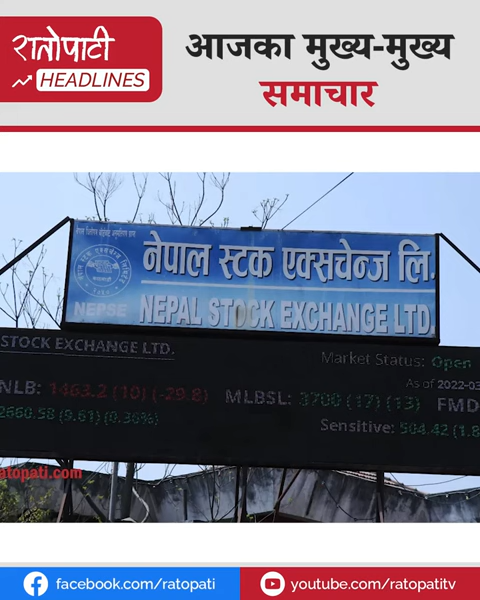 रातोपाटी
HEADLINES
आजका मुख्य-मुख्य
समाचार
नेपाल स्टक एक्सचेन्ज लि.
NEPSE
NEPAL STOCK EXCHANGE LTD.
STOCK EXCHANGE LTD.
Market Status: Open
As of 2022-03
NLB: 1463.2 (10) (-29.8) MLBSL: 3700 (17) (13) FMD
2660.58 (9.61) (0.36%)
Sensitive: 504.42 (1.8
ratopati.com
facebook.com/ratopati
youtube.com/ratopatitv